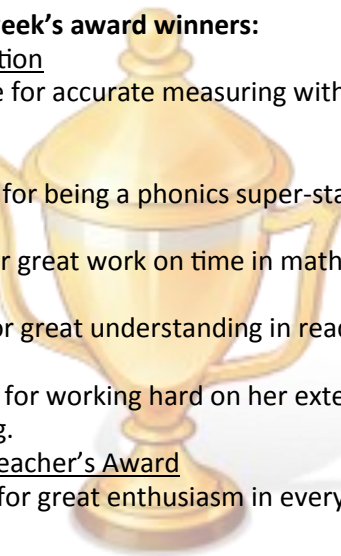 eek's award winners:
tion
e for accurate measuring with
for being a phonics super-sta
r great work on time in math
or great understanding in read
for working hard on her exte
g.
eacher's Award
for great enthusiasm in every